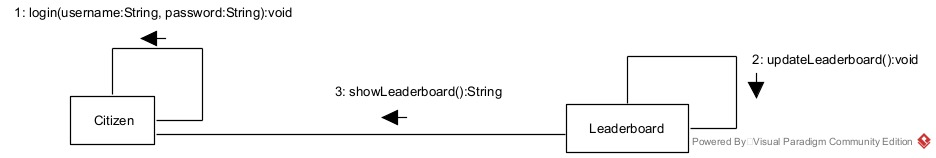 1: login(username:String, password:String):void
2: updateLeaderboard():void
3: showLeaderboard():String
Citizen
Leaderboard
Powered By Visual Paradigm Community Edition